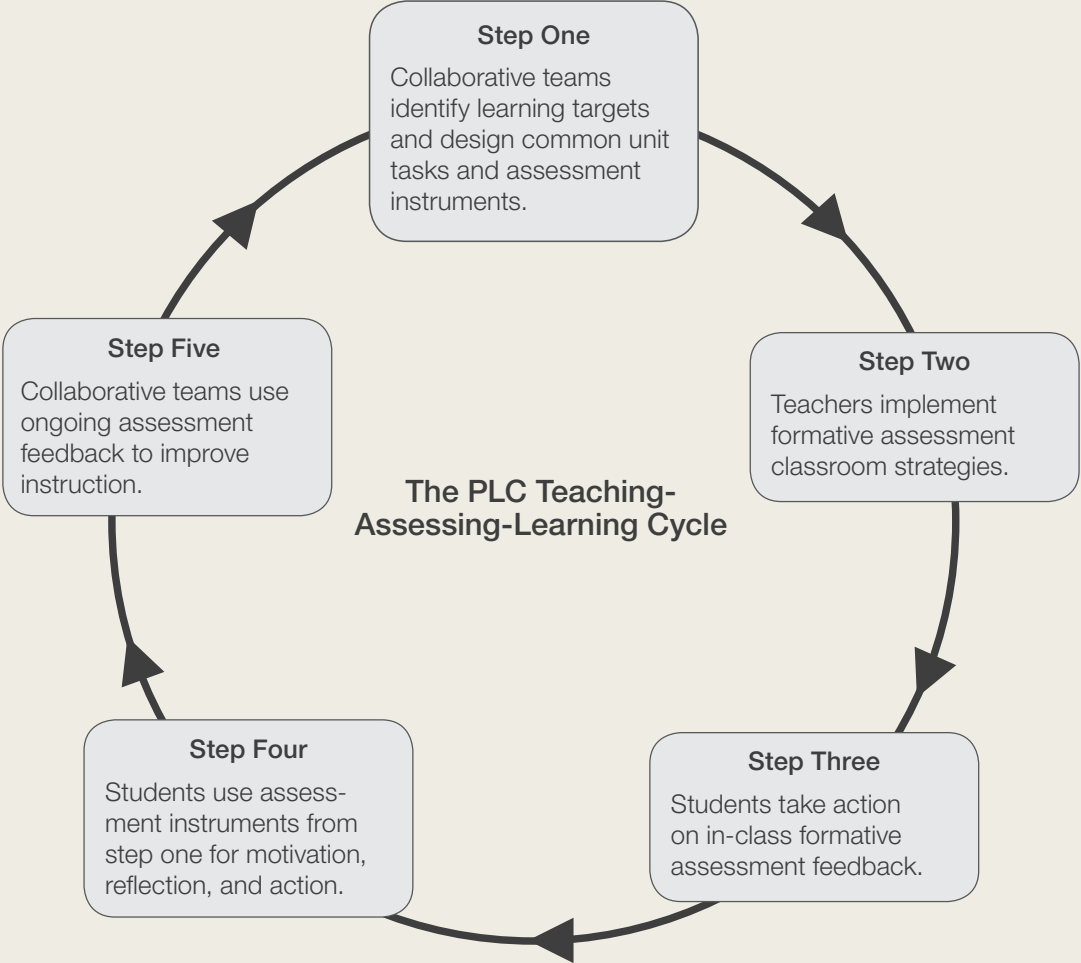 Step One
Collaborative teams
identify learning targets
and design common unit
tasks and assessment
instruments.
Step Two
Teachers implement
formative assessment
classroom strategies.
Step Three
Students take action
on in-class formative
assessment feedback.
Step Four
Students use assess-
ment instruments from
step one for motivation,
reflection, and action.
Step Five
Collaborative teams use
ongoing assessment
feedback to improve
instruction.
The PLC Teaching-
Assessing-Learning Cycle